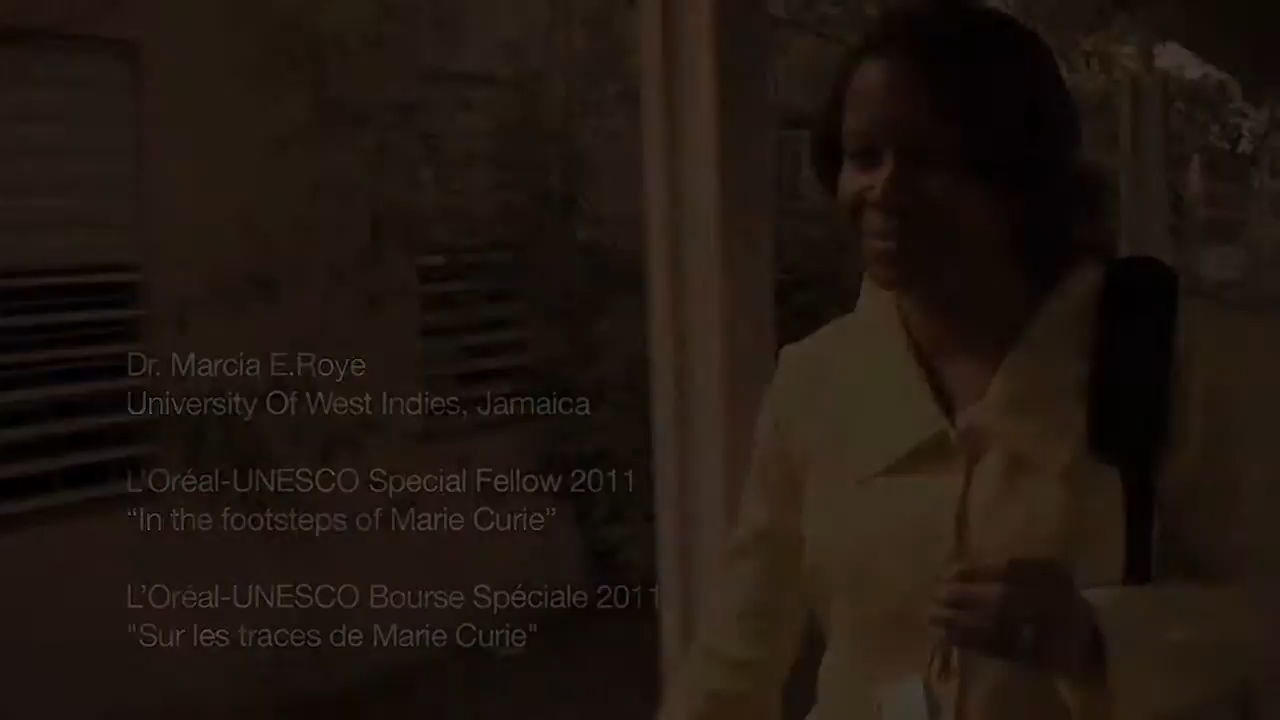 Dr. Marcia E.Roye
University Of West Indies, Jamaica
L'Oréal-UNESCO Special Fellow 2011
“In the footsteps of Marie Curie”
L'Oréal-UNESCO Bourse Spéciale 2011
"Sur les traces de Marie Curie"